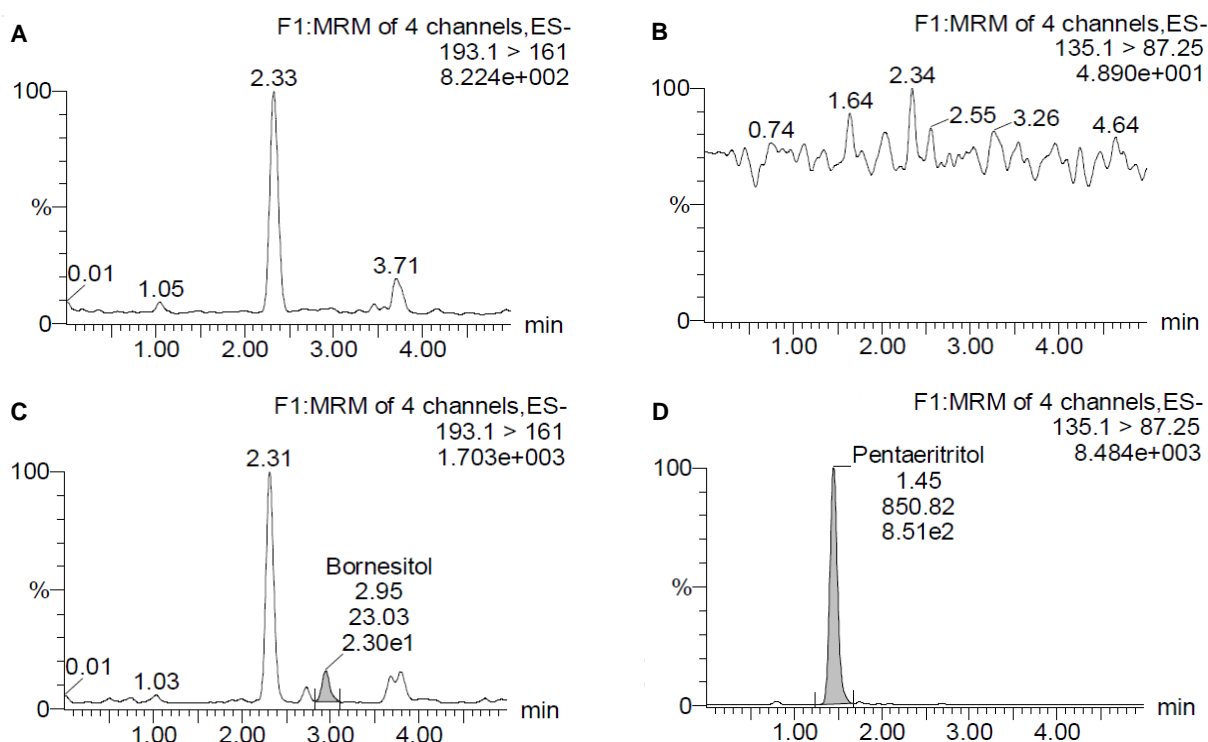 A
F1:MRM of 4 channels,ES-
193.1 > 161
8.224e+002
100
%
0
0.01
1.05
2.33
3.71
1.00 2.00 3.00 4.00
min
B
F1:MRM of 4 channels,ES-
135.1 > 87.25
4.890e+001
100
%
0
0.74
1.64
2.34
2.55
3.26
4.64
1.00 2.00 3.00 4.00
min
C
F1:MRM of 4 channels,ES-
193.1 > 161
1.703e+003
100
%
0
0.01
1.03
2.31
Bornesitol
2.95
23.03
2.30e1
1.00 2.00 3.00 4.00
min
D
F1:MRM of 4 channels,ES-
135.1 > 87.25
8.484e+003
100
%
0
Pentaeritritol
1.45
850.82
8.51e2
1.00 2.00 3.00 4.00
min